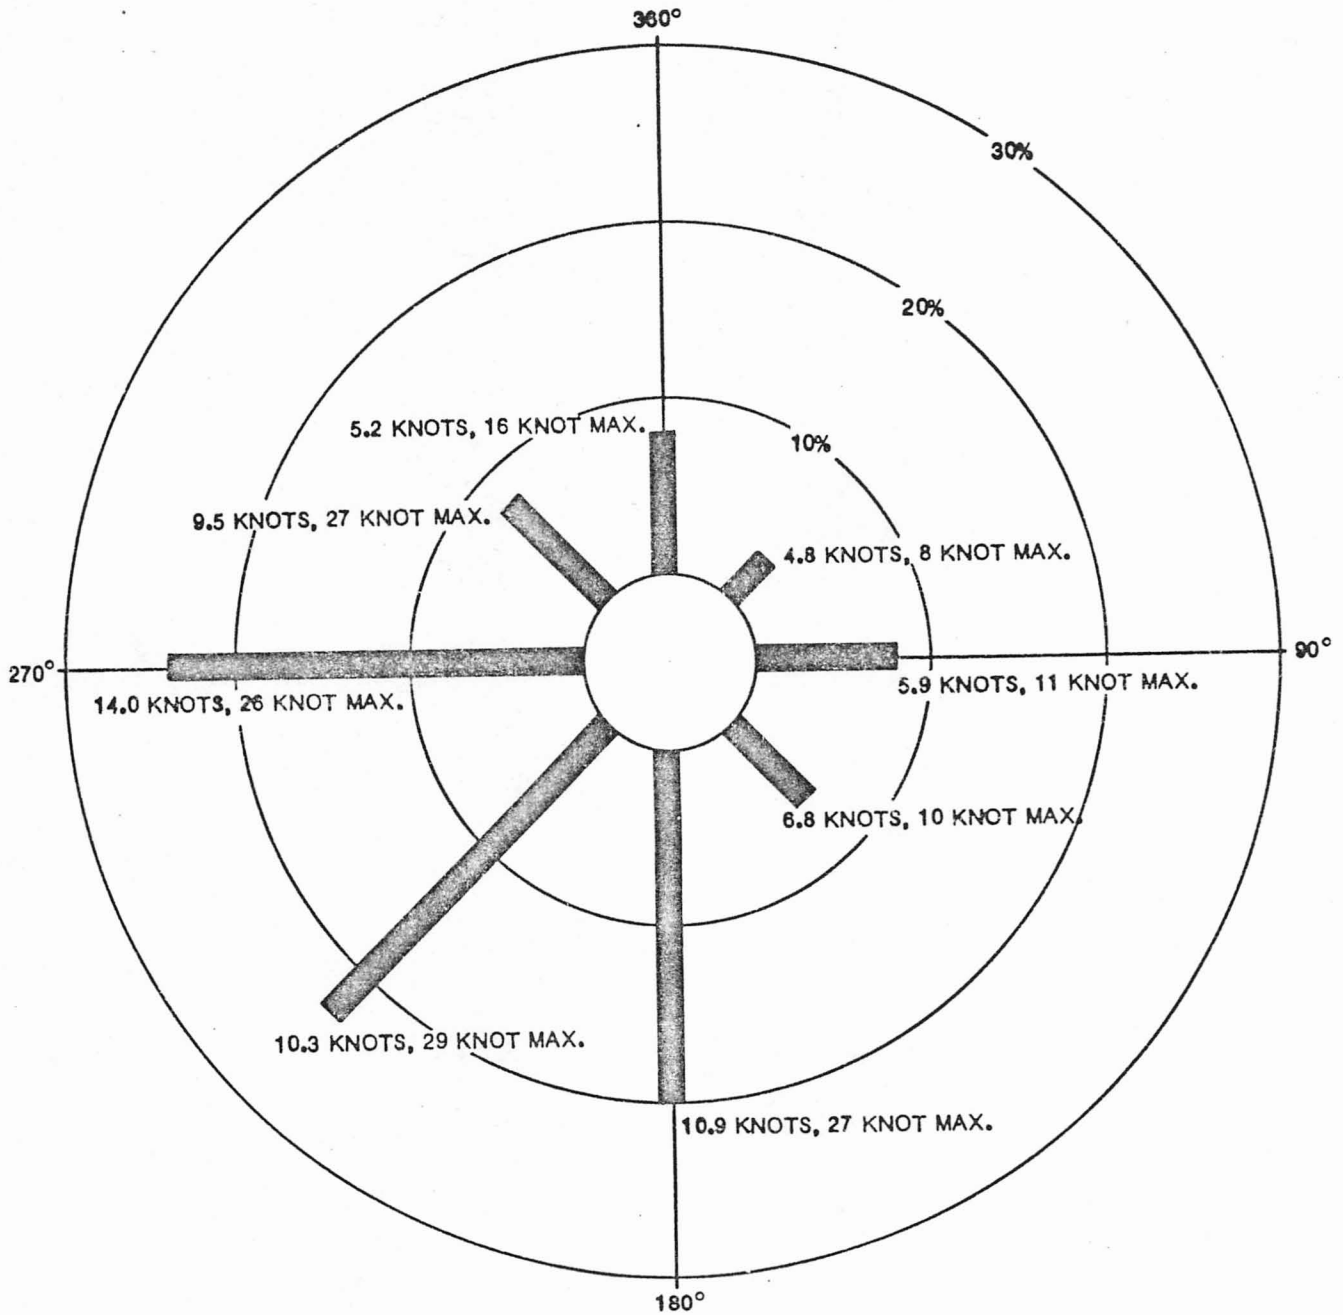 360°
30%
20%
5.2 KNOTS, 16 KNOT MAX.
10%
9.5 KNOTS, 27 KNOT MAX.
4.8 KNOTS, 8 KNOT MAX.
90°
270°
5.9 KNOTS, 11 KNOT MAX.
14.0 KNOTS, 26 KNOT MAX.
6.8 KNOTS, 10 KNOT MAX.
10.3 KNOTS, 29 KNOT MAX.
10.9 KNOTS, 27 KNOT MAX.
180°